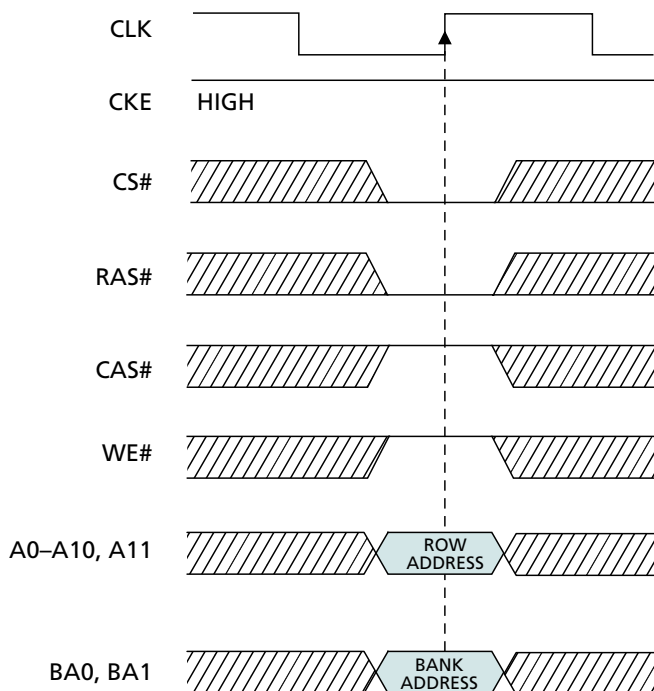 CLK
CKE HIGH
CS#
RAS#
CAS#
WE#
A0–A10, A11 ROW
ADDRESS
BA0, BA1 BANK
ADDRESS